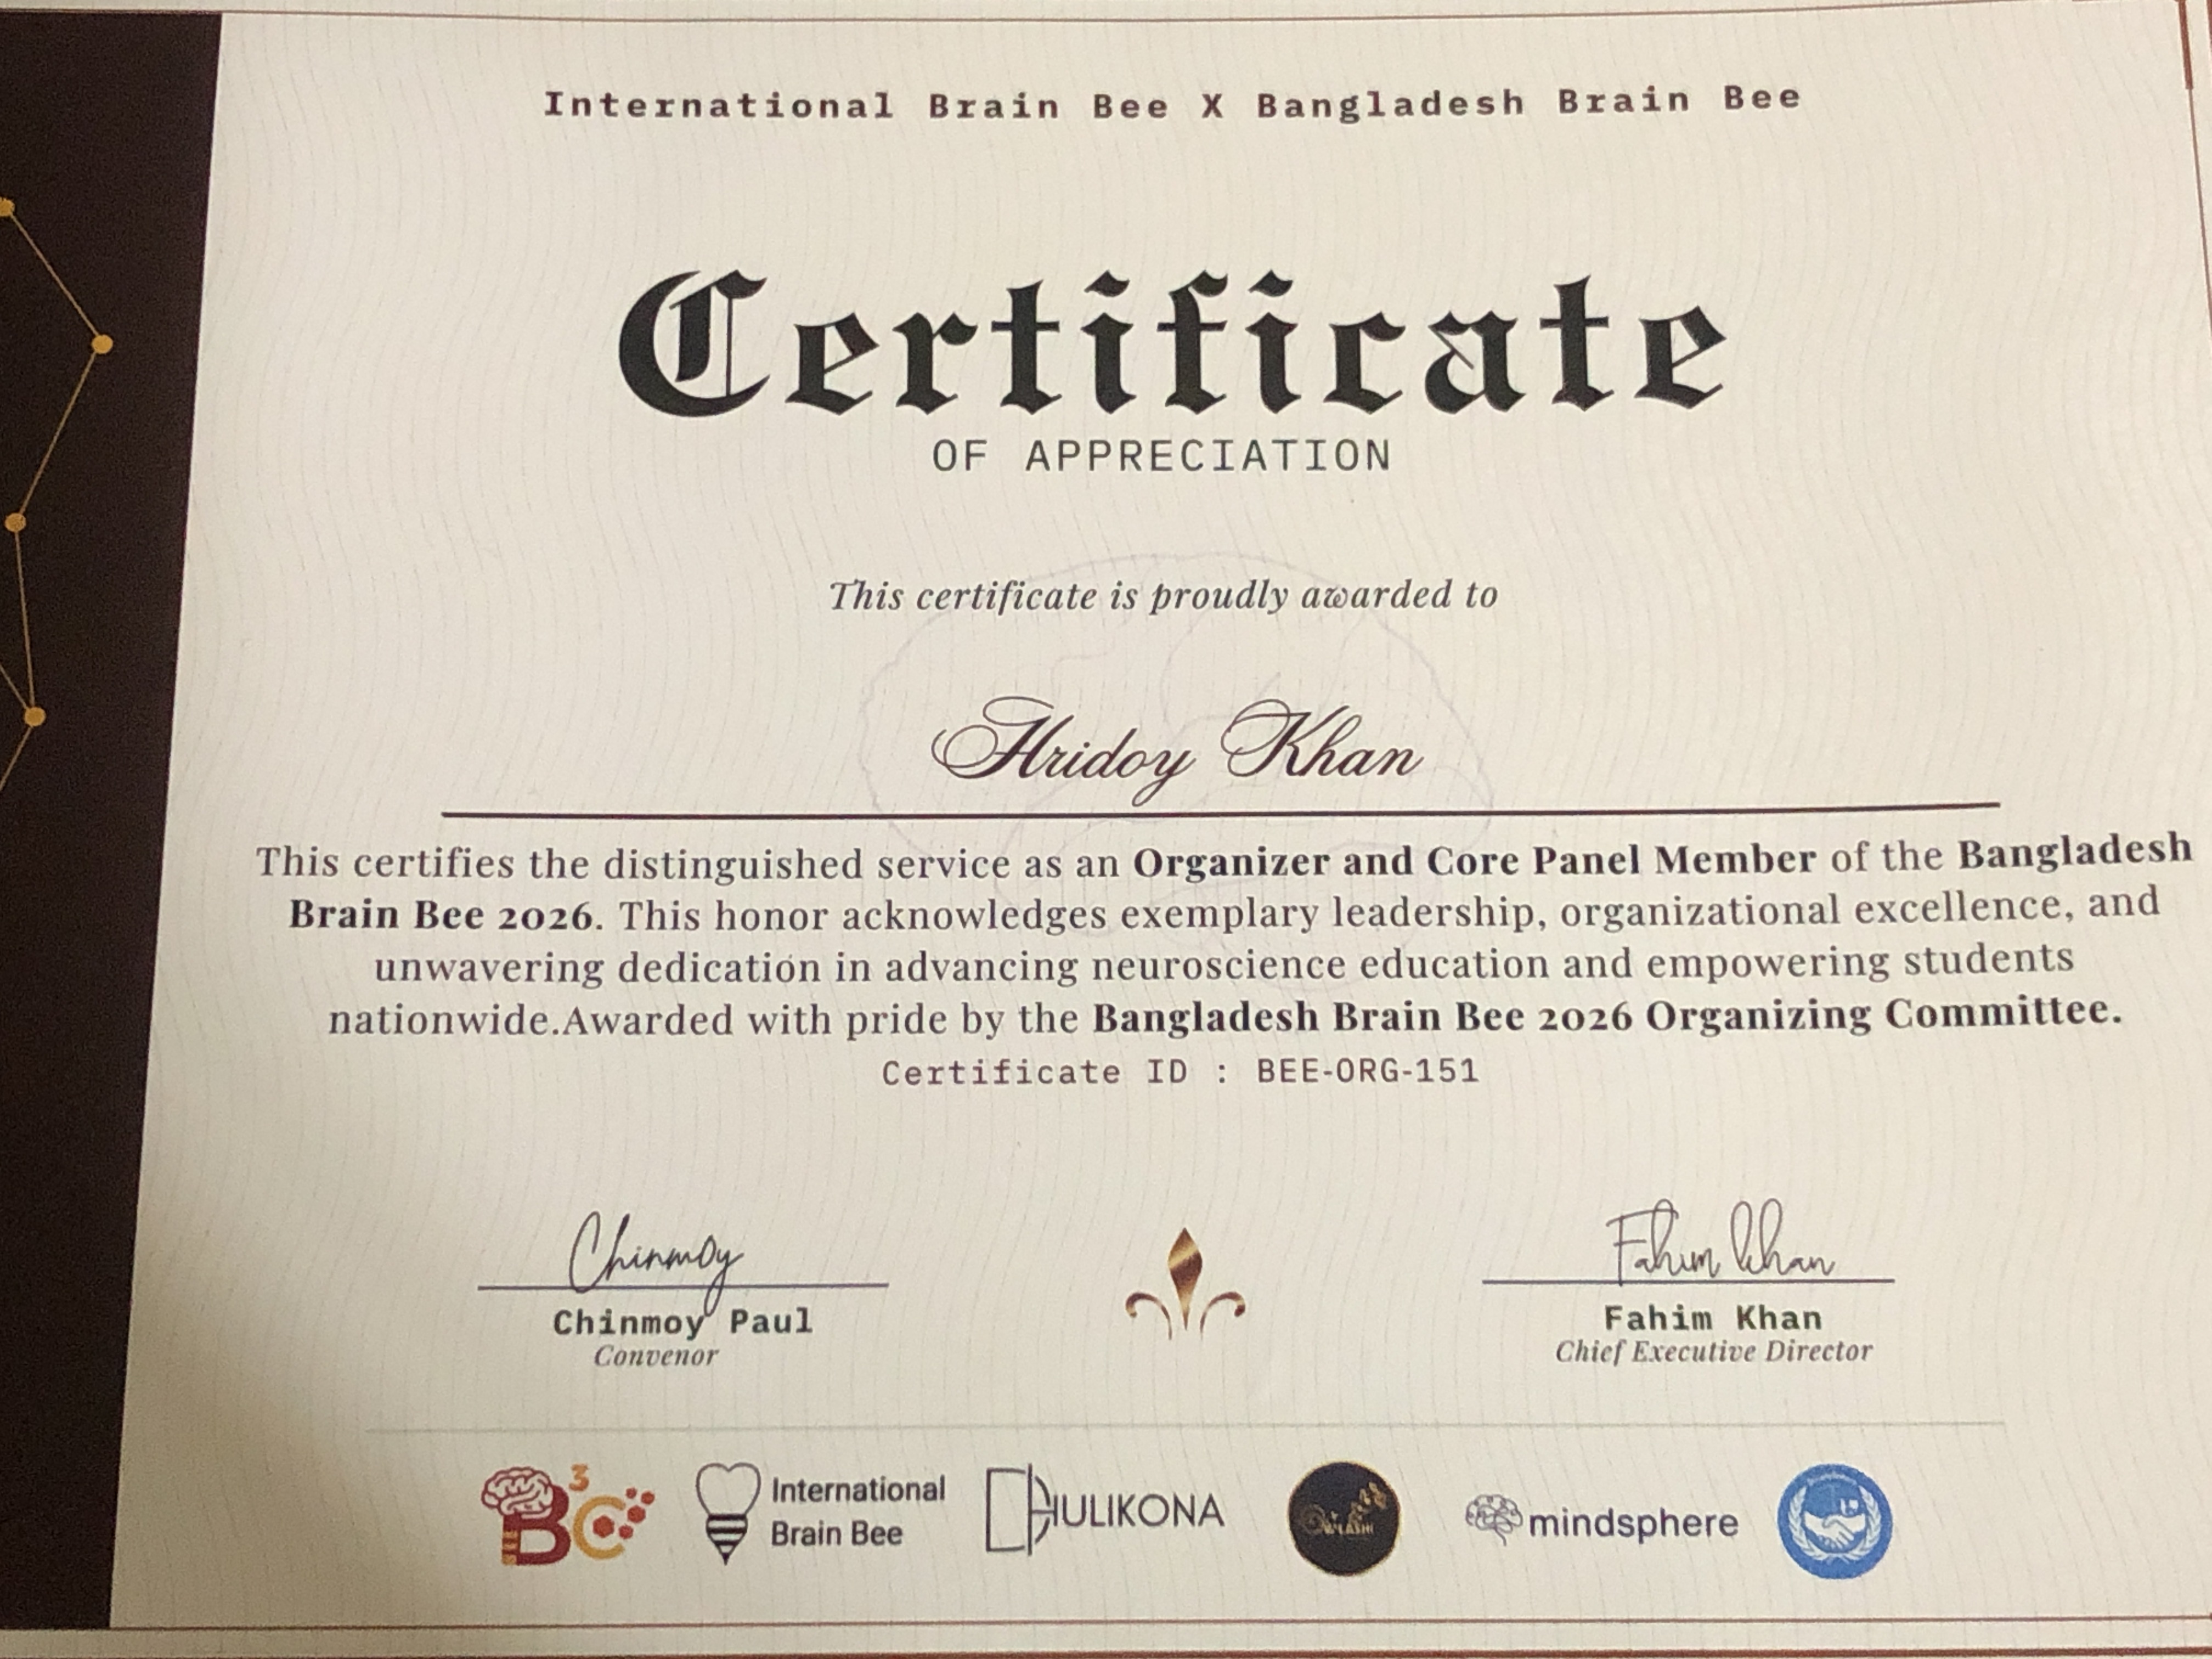 International Brain Bee X Bangladesh Brain Bee
Certificate
OF APPRECIATION
This certificate is proudly awarded to
Hridoy Khan
This certifies the distinguished service as an Organizer and Core Panel Member of the Bangladesh
Brain Bee 2026. This honor acknowledges exemplary leadership, organizational excellence, and
unwavering dedication in advancing neuroscience education and empowering students
nationwide.Awarded with pride by the Bangladesh Brain Bee 2026 Organizing Committee.
Certificate ID : BEE-ORG-151
Chinmoy
Chinmoy Paul
Convenor
Fahim Khan
Fahim Khan
Chief Executive Director
B3C
International
Brain Bee
DHULIKONA
mindsphere